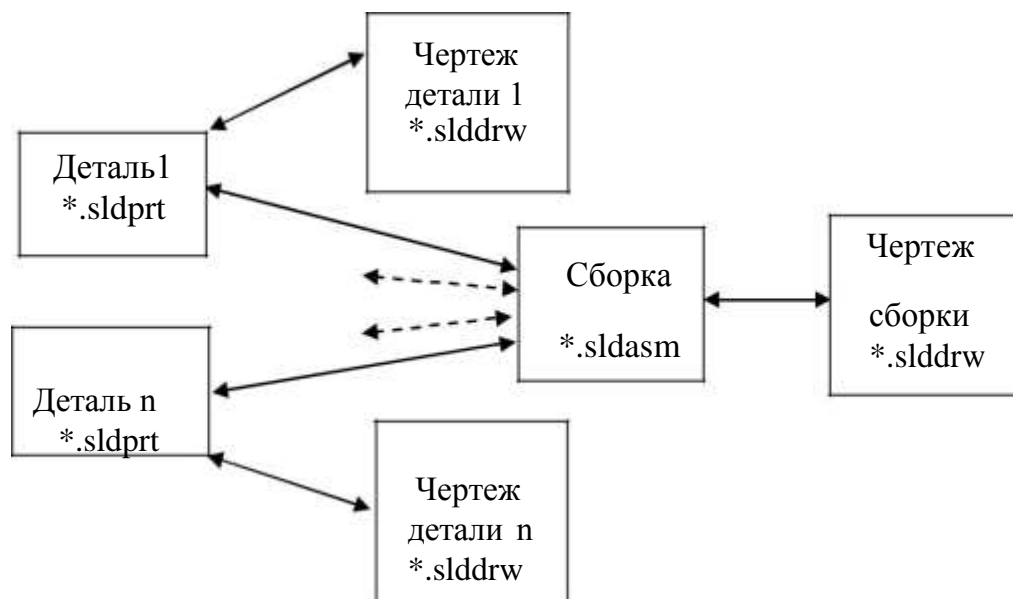 Чертеж
детали 1
*.slddrw
Деталь1
*.sldprt
Сборка
*.sldasm
Чертеж
сборки
*.slddrw
Деталь n
*.sldprt
Чертеж
детали n
*.slddrw